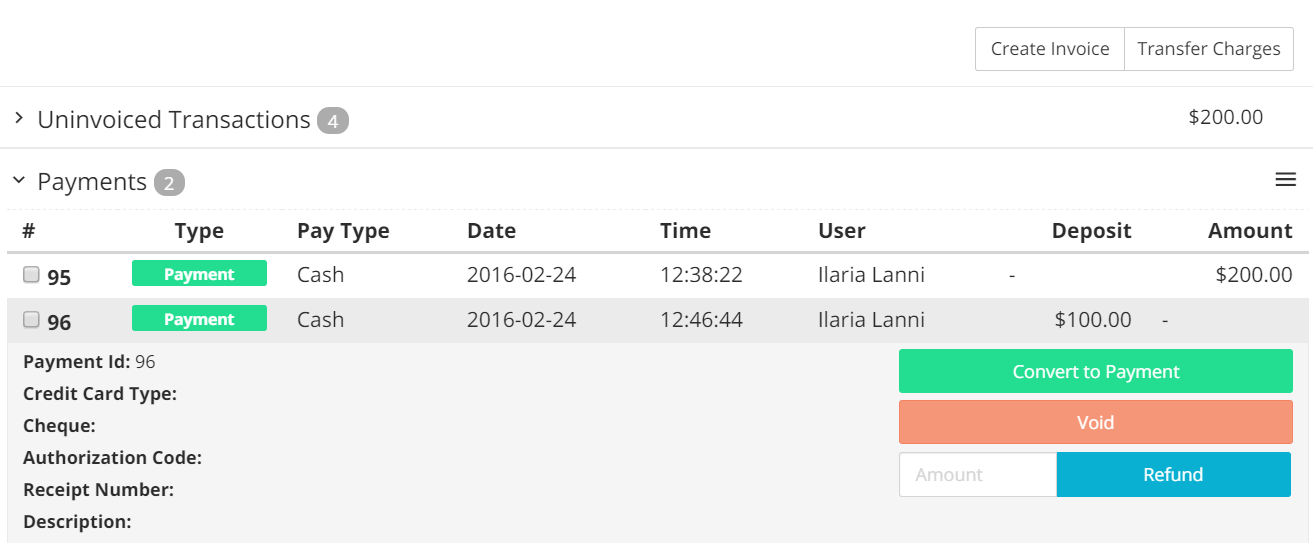 Create Invoice Transfer Charges
Uninvoiced Transactions 4 $200.00
Payments 2
# Type Pay Type Date Time User Deposit Amount
95 Payment Cash 2016-02-24 12:38:22 Ilaria Lanni - $200.00
96 Payment Cash 2016-02-24 12:46:44 Ilaria Lanni $100.00 -
Payment Id: 96
Convert to Payment
Credit Card Type:
Cheque:
Void
Authorization Code:
Amount Refund
Receipt Number:
Description: